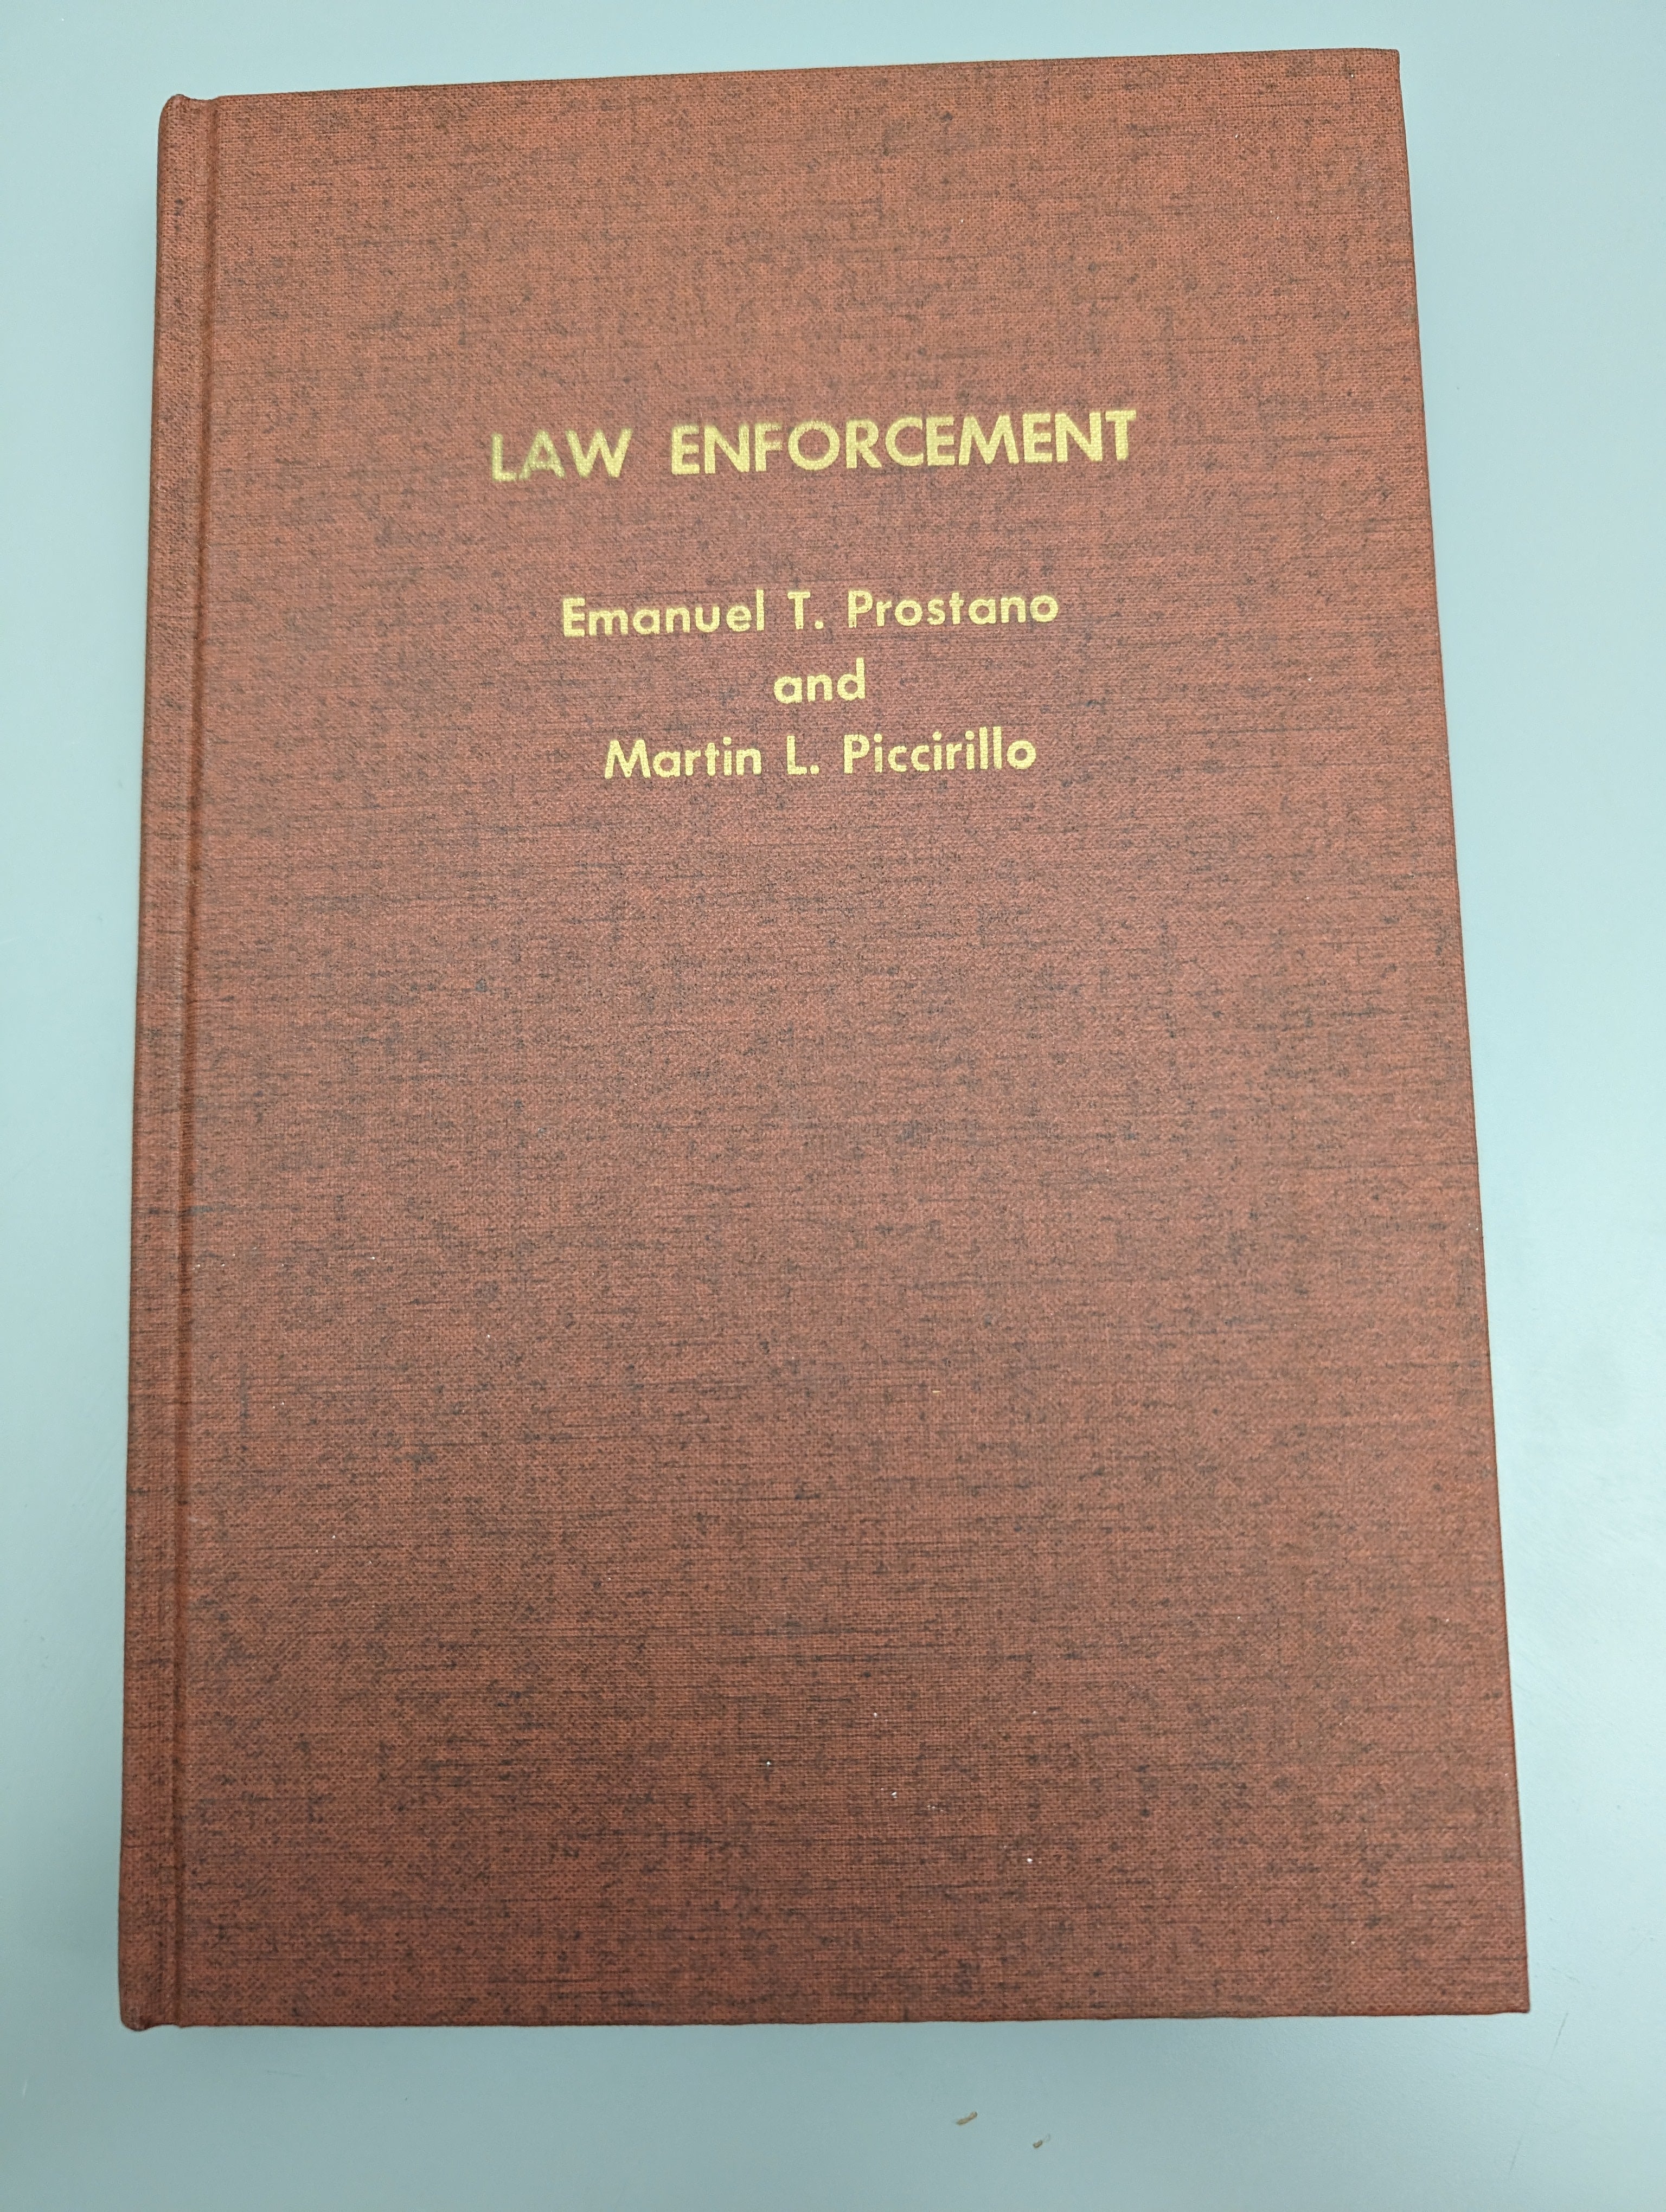 LAW ENFORCEMENT
Emanuel T. Prostano
and
Martin L. Piccirillo